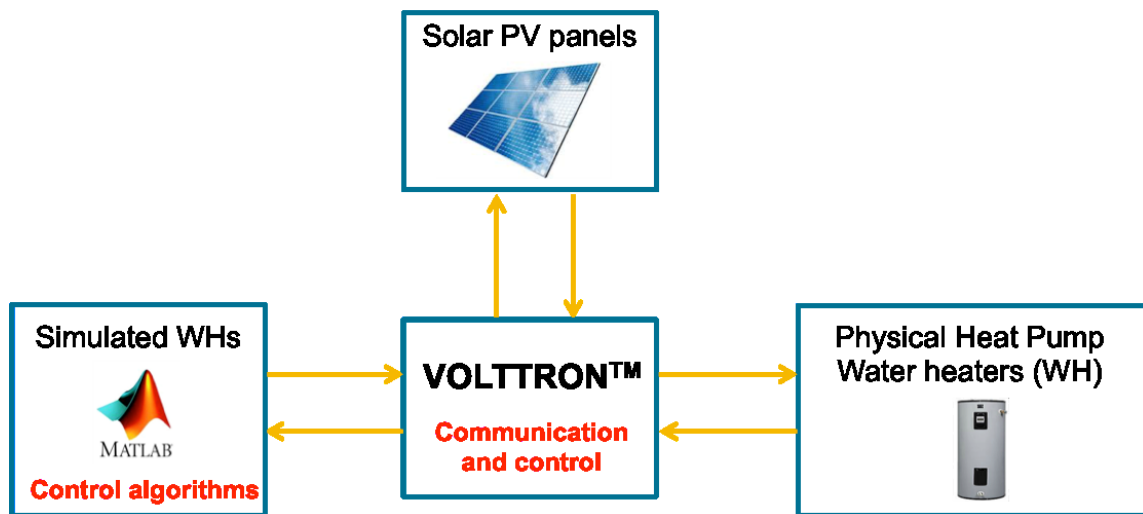 Solar PV panels
Simulated WHs
MATLAB
Control algorithms
VOLTTRON™
Communication
and control
Physical Heat Pump
Water heaters (WH)